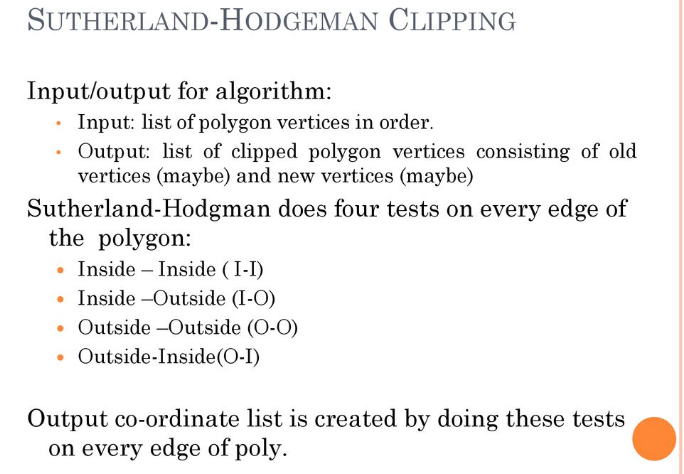 SUTHERLAND-HODGEMAN CLIPPING
Input/output for algorithm:
• Input: list of polygon vertices in order.
• Output: list of clipped polygon vertices consisting of old
vertices (maybe) and new vertices (maybe)
Sutherland-Hodgman does four tests on every edge of
the polygon:
• Inside – Inside ( I-I)
• Inside –Outside (I-O)
• Outside –Outside (O-O)
• Outside-Inside(O-I)
Output co-ordinate list is created by doing these tests
on every edge of poly.